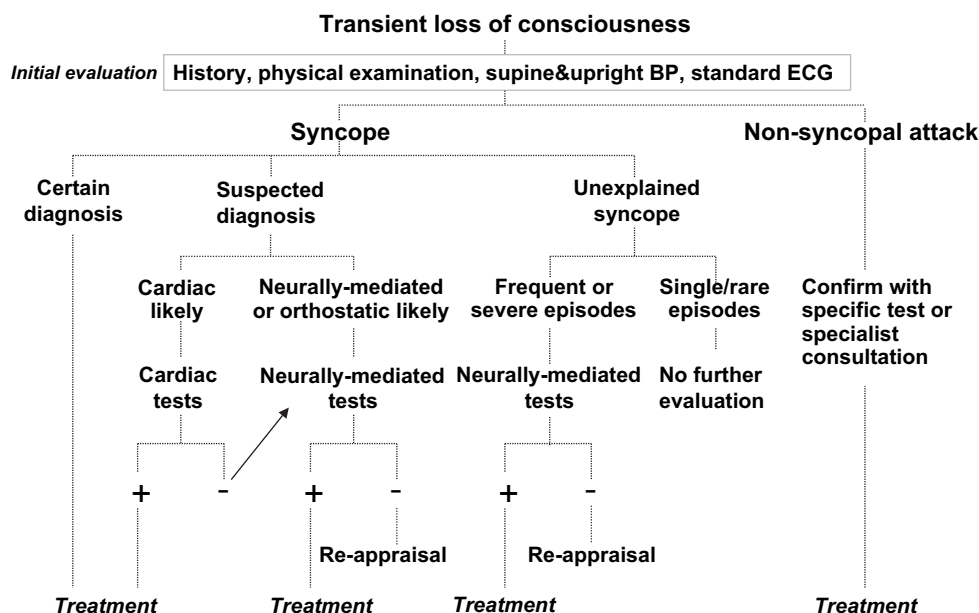 Transient loss of consciousness
Initial evaluation
History, physical examination, supine&upright BP, standard ECG
Syncope
Non-syncopal attack
Certain
diagnosis
Suspected
diagnosis
Unexplained
syncope
Cardiac
likely
Neurally-mediated
or orthostatic likely
Frequent or
severe episodes
Single/rare
episodes
Confirm with
specific test or
specialist
consultation
Cardiac
tests
Neurally-mediated
tests
Neurally-mediated
tests
No further
evaluation
+
-
+
-
+
-
Re-appraisal
Re-appraisal
Treatment
Treatment
Treatment
Treatment